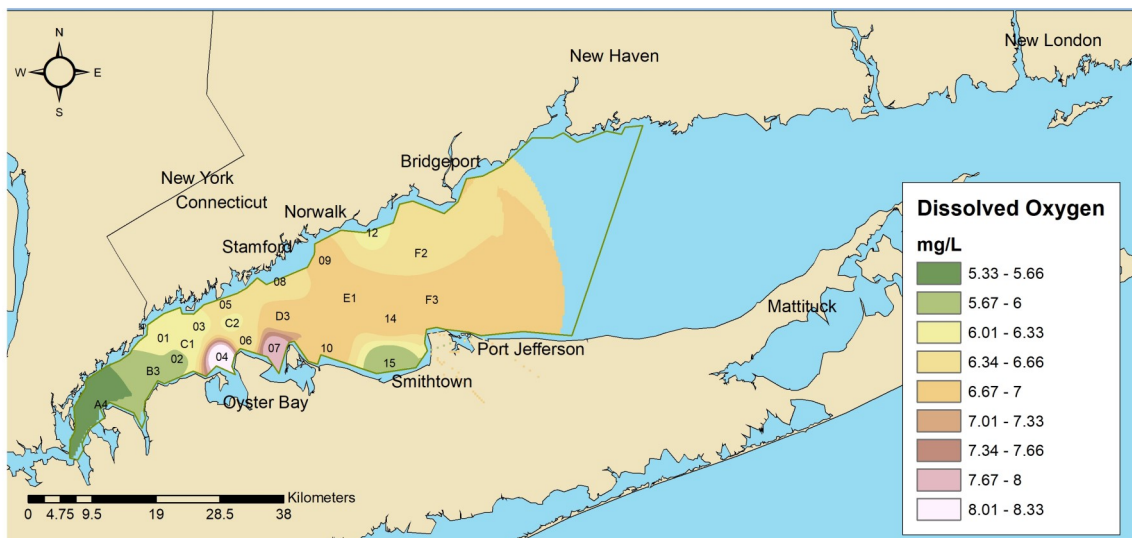 N
W E
S
New London
New Haven
Bridgeport
New York
Connecticut
Norwalk
Stamford
12
F2
09
08
05
E1
F3
03
C2
D3
14
01
C1
06
04
07
10
02
B3
15
A4
Mattituck
Port Jefferson
Smithtown
Oyster Bay
Kilometers
0 4.75 9.5 19 28.5 38
Dissolved Oxygen
mg/L
5.33 - 5.66
5.67 - 6
6.01 - 6.33
6.34 - 6.66
6.67 - 7
7.01 - 7.33
7.34 - 7.66
7.67 - 8
8.01 - 8.33